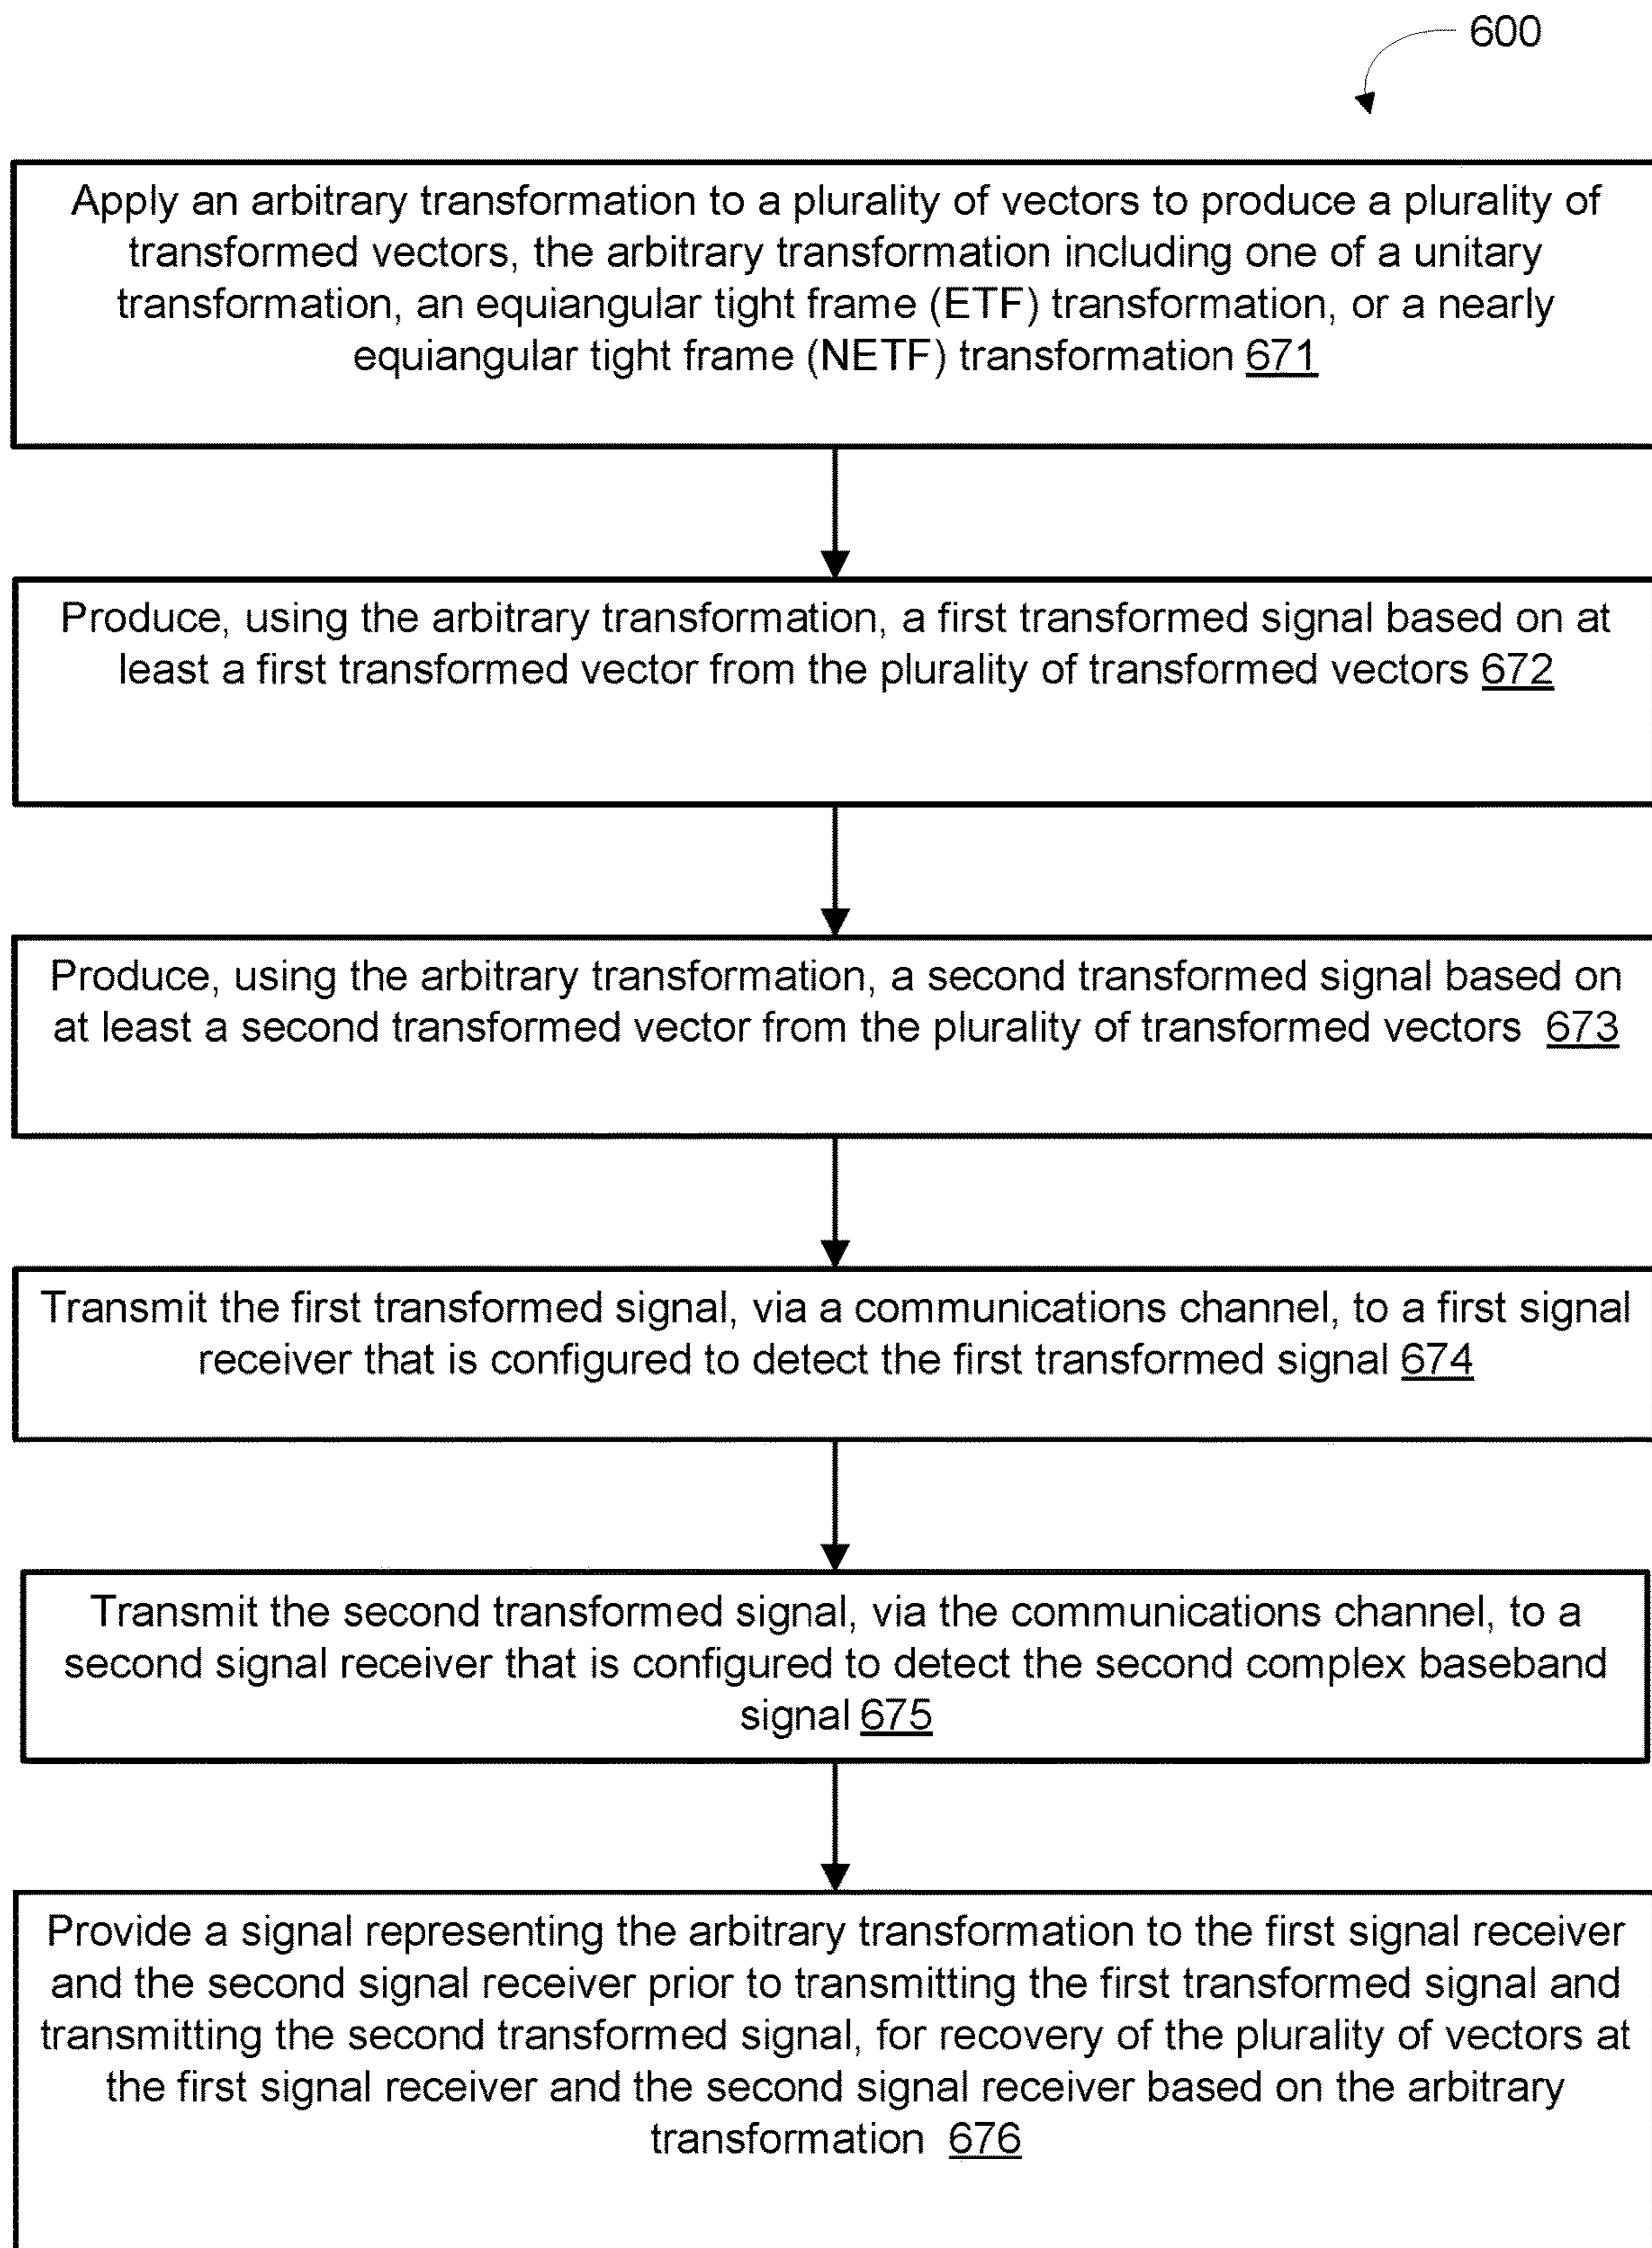 600
Apply an arbitrary transformation to a plurality of vectors to produce a plurality of
transformed vectors, the arbitrary transformation including one of a unitary
transformation, an equiangular tight frame (ETF) transformation, or a nearly
equiangular tight frame (NETF) transformation 671
Produce, using the arbitrary transformation, a first transformed signal based on at
least a first transformed vector from the plurality of transformed vectors 672
Produce, using the arbitrary transformation, a second transformed signal based on
at least a second transformed vector from the plurality of transformed vectors 673
Transmit the first transformed signal, via a communications channel, to a first signal
receiver that is configured to detect the first transformed signal 674
Transmit the second transformed signal, via the communications channel, to a
second signal receiver that is configured to detect the second complex baseband
signal 675
Provide a signal representing the arbitrary transformation to the first signal receiver
and the second signal receiver prior to transmitting the first transformed signal and
transmitting the second transformed signal, for recovery of the plurality of vectors at
the first signal receiver and the second signal receiver based on the arbitrary
transformation 676